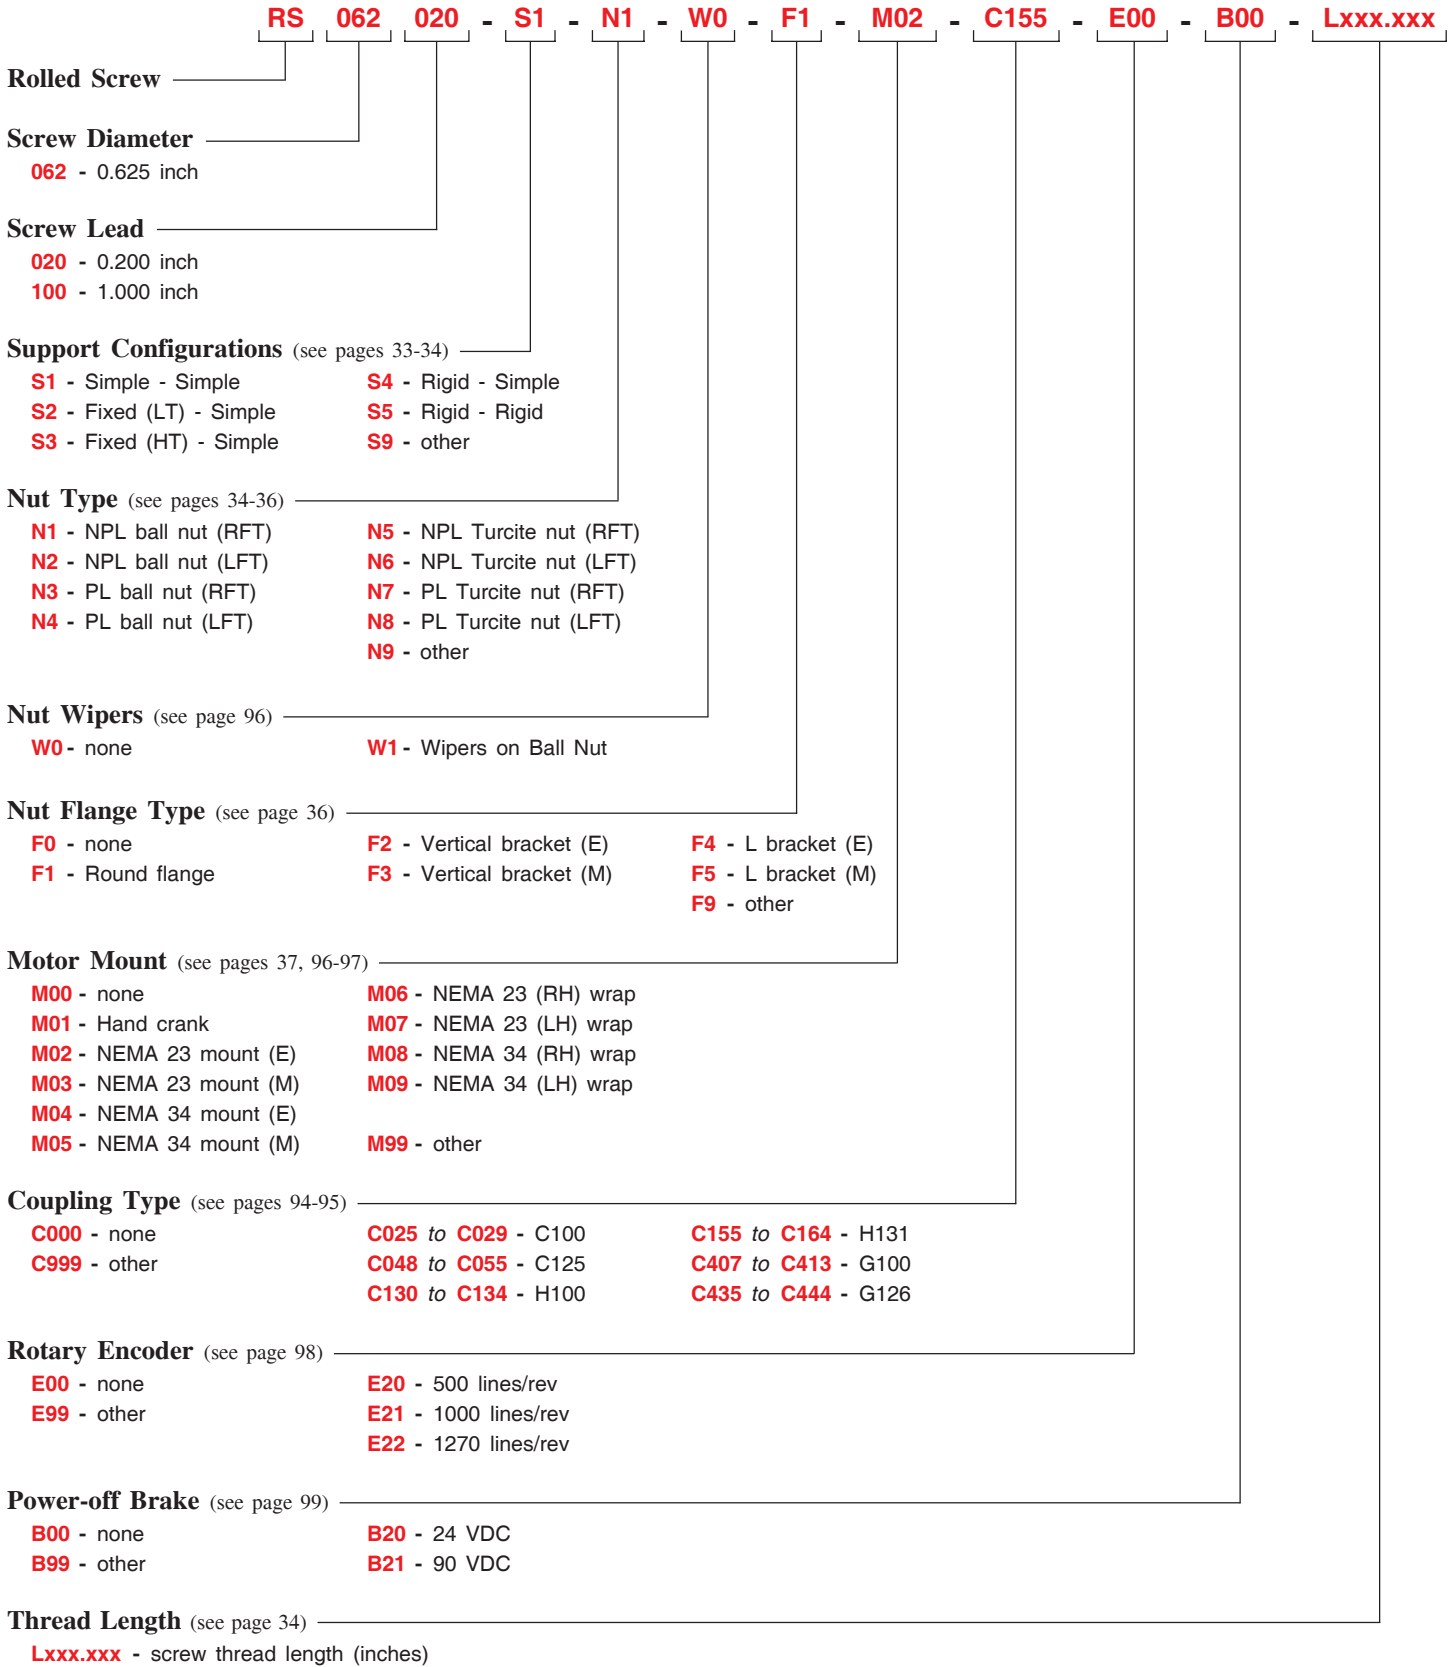 RS 062 020 - S1 - N1 - W0 - F1 - M02 - C155 - E00 - B00 - Lxxx.xxx
Rolled Screw
Screw Diameter
062 - 0.625 inch
Screw Lead
020 - 0.200 inch
100 - 1.000 inch
Support Configurations (see pages 33-34)
S1 - Simple - Simple S4 - Rigid - Simple
S2 - Fixed (LT) - Simple S5 - Rigid - Rigid
S3 - Fixed (HT) - Simple S9 - other
Nut Type (see pages 34-36)
N1 - NPL ball nut (RFT) N5 - NPL Turcite nut (RFT)
N2 - NPL ball nut (LFT) N6 - NPL Turcite nut (LFT)
N3 - PL ball nut (RFT) N7 - PL Turcite nut (RFT)
N4 - PL ball nut (LFT) N8 - PL Turcite nut (LFT)
N9 - other
Nut Wipers (see page 96)
W0 - none W1 - Wipers on Ball Nut
Nut Flange Type (see page 36)
F0 - none F2 - Vertical bracket (E) F4 - L bracket (E)
F1 - Round flange F3 - Vertical bracket (M) F5 - L bracket (M)
F9 - other
Motor Mount (see pages 37, 96-97)
M00 - none M06 - NEMA 23 (RH) wrap
M01 - Hand crank M07 - NEMA 23 (LH) wrap
M02 - NEMA 23 mount (E) M08 - NEMA 34 (RH) wrap
M03 - NEMA 23 mount (M) M09 - NEMA 34 (LH) wrap
M04 - NEMA 34 mount (E)
M05 - NEMA 34 mount (M) M99 - other
Coupling Type (see pages 94-95)
C000 - none C025 to C029 - C100 C155 to C164 - H131
C999 - other C048 to C055 - C125 C407 to C413 - G100
C130 to C134 - H100 C435 to C444 - G126
Rotary Encoder (see page 98)
E00 - none E20 - 500 lines/rev
E99 - other E21 - 1000 lines/rev
E22 - 1270 lines/rev
Power-off Brake (see page 99)
B00 - none B20 - 24 VDC
B99 - other B21 - 90 VDC
Thread Length (see page 34)
Lxxx.xxx - screw thread length (inches)